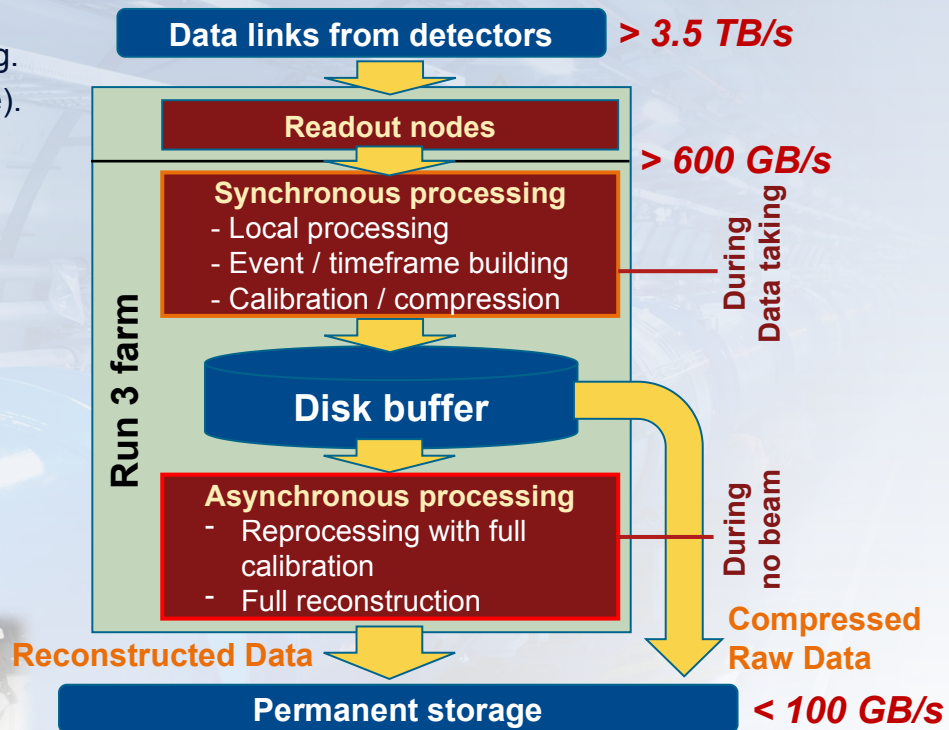 g.
e).
Data links from detectors
> 3.5 TB/s
Readout nodes
> 600 GB/s
Synchronous processing
- Local processing
- Event / timeframe building
- Calibration / compression
During
Data taking
Run 3 farm
Disk buffer
Asynchronous processing
- Reprocessing with full
calibration
- Full reconstruction
During
no beam
Reconstructed Data
Compressed
Raw Data
Permanent storage
< 100 GB/s